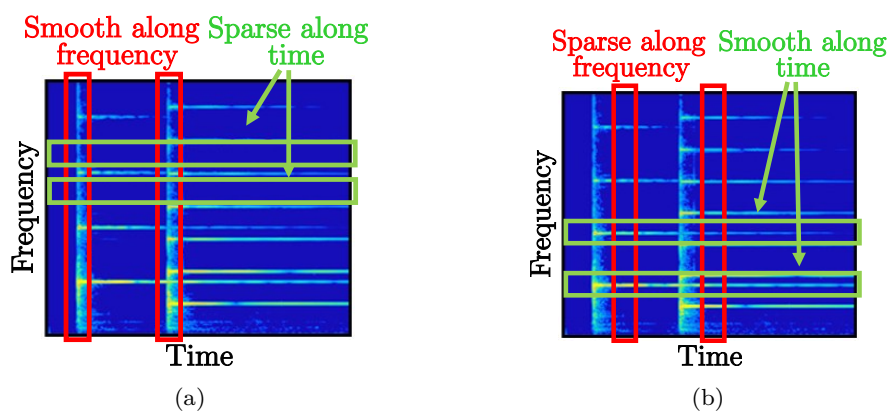 Smooth along
frequency
Sparse along
time
Frequency
Time
(a)
Sparse along
frequency
Smooth along
time
Frequency
Time
(b)